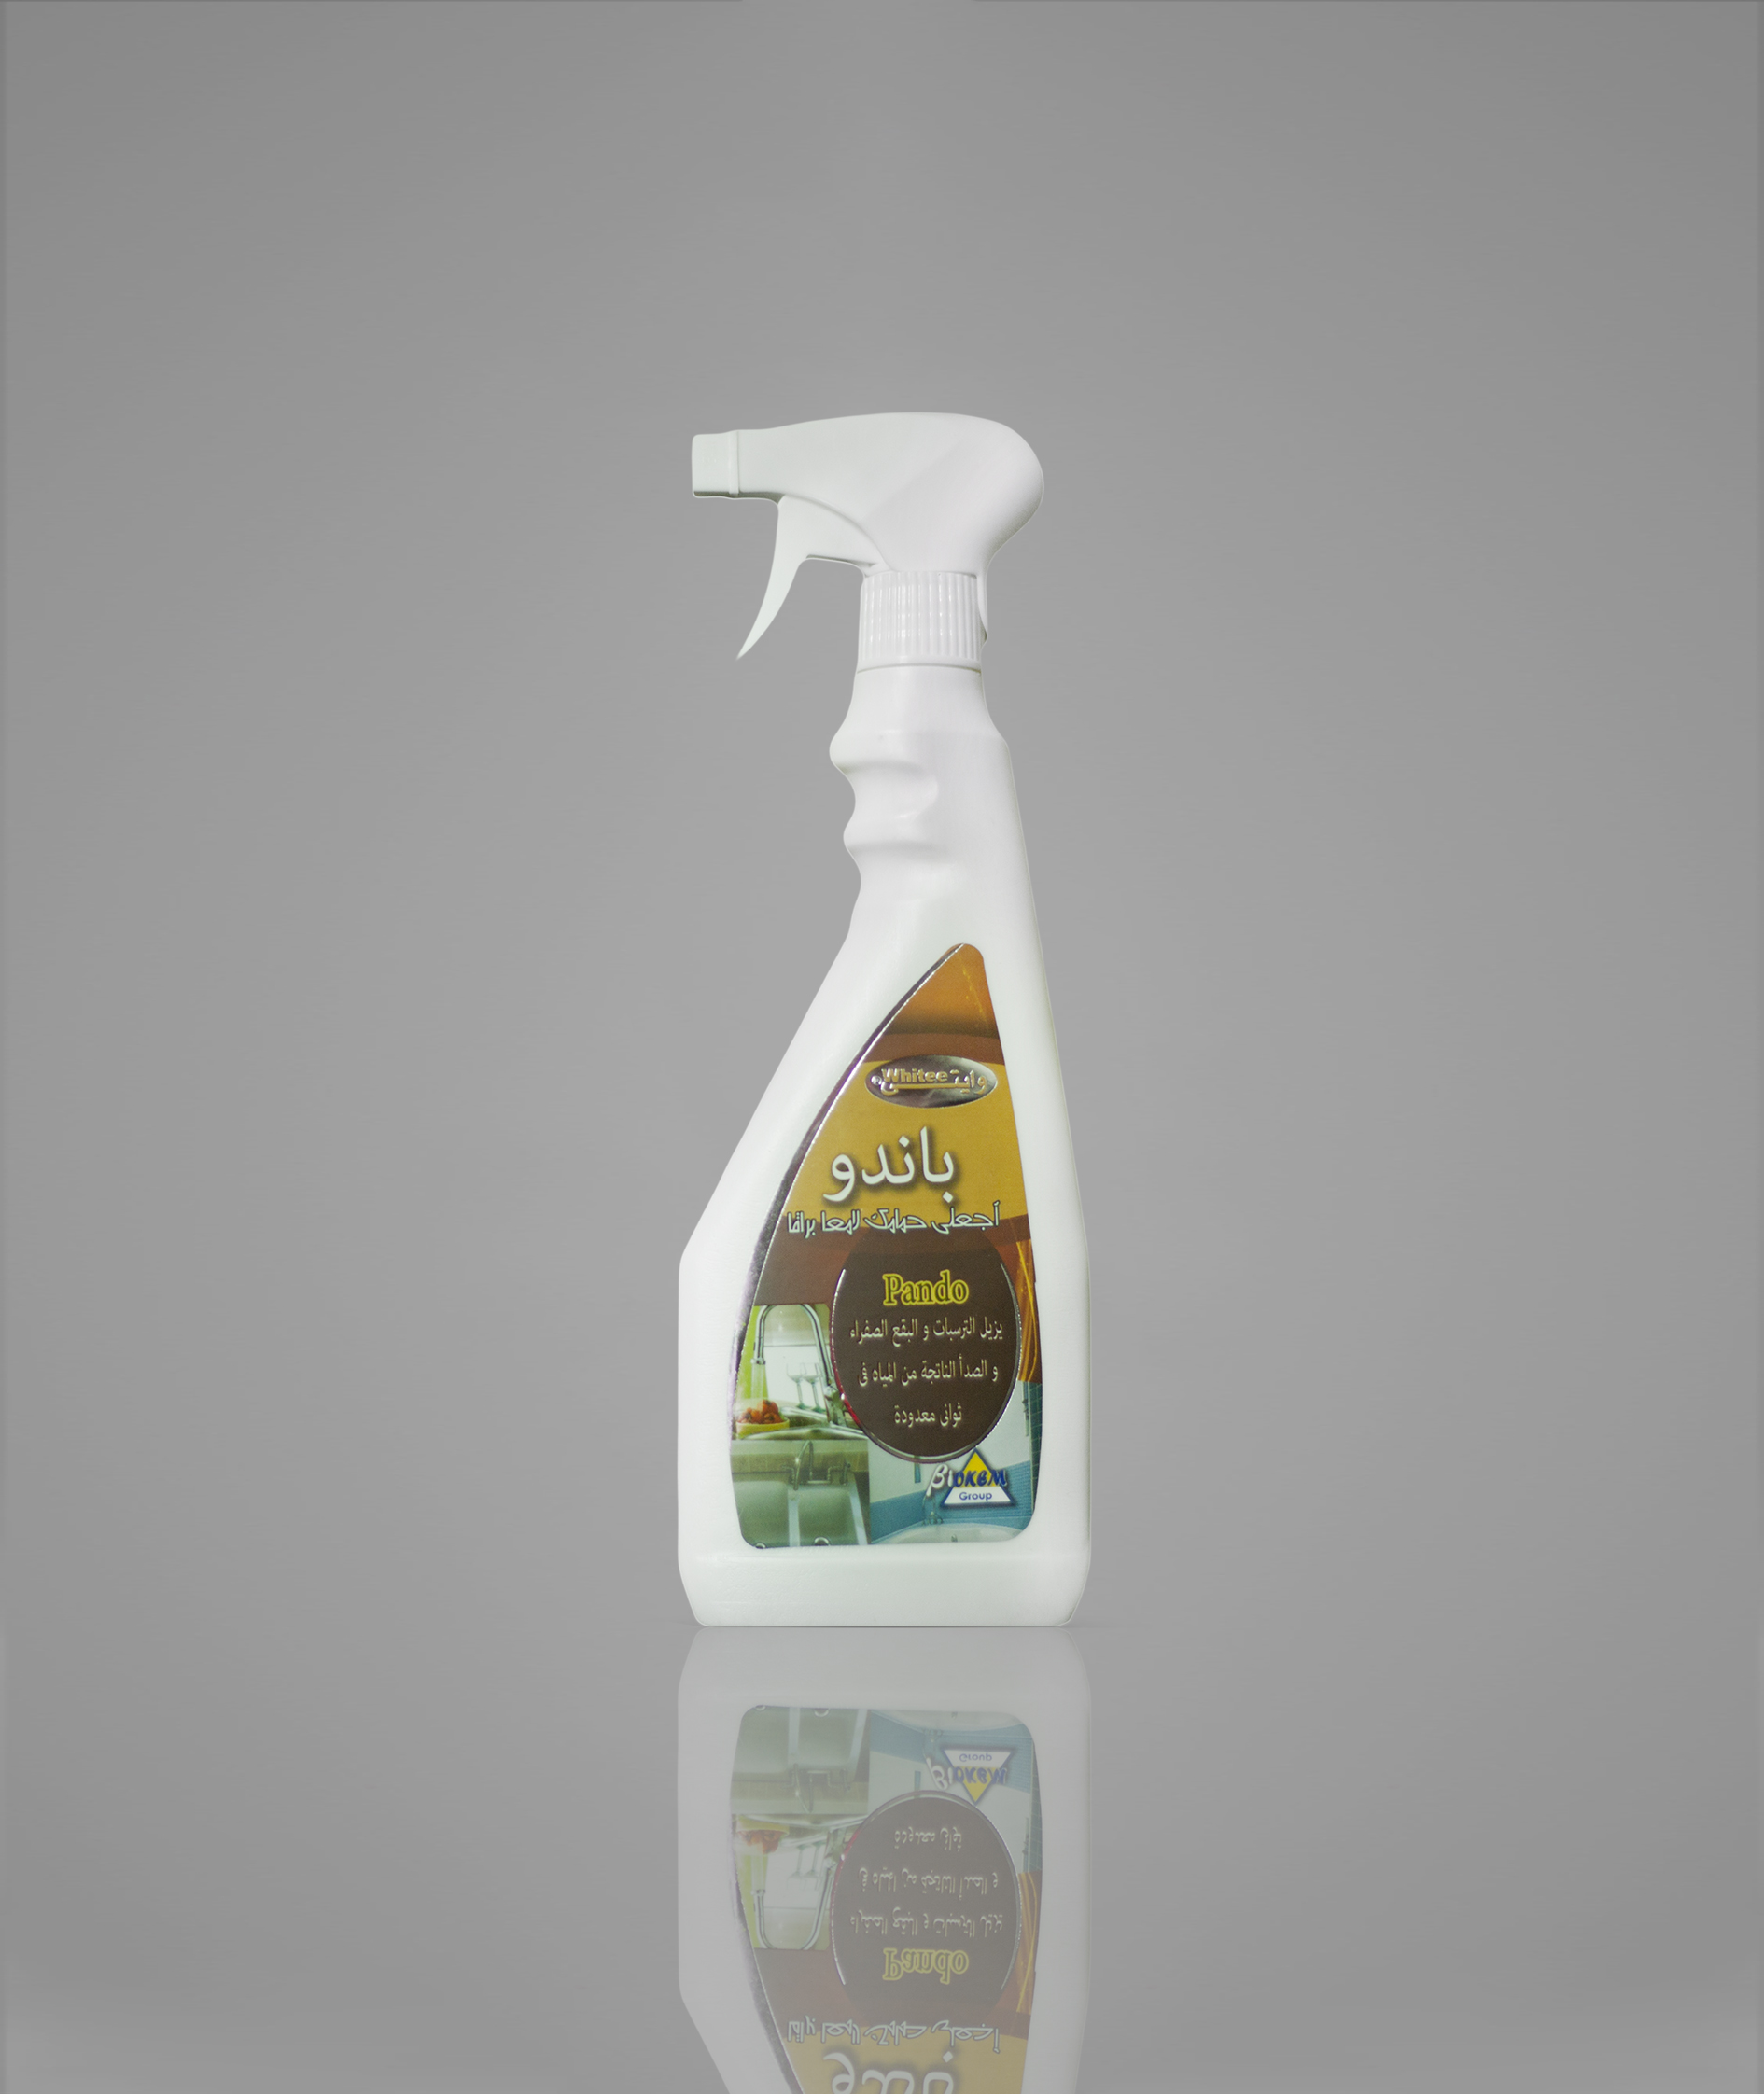 Whitee وايتى
باندو
أجعلى حمامك لامعا براقا
Pando
يزيل الترسبات و البقع الصفراء
و الصدأ الناتجة من المياه فى
ثوانى معدودة
BIOKEM
Group